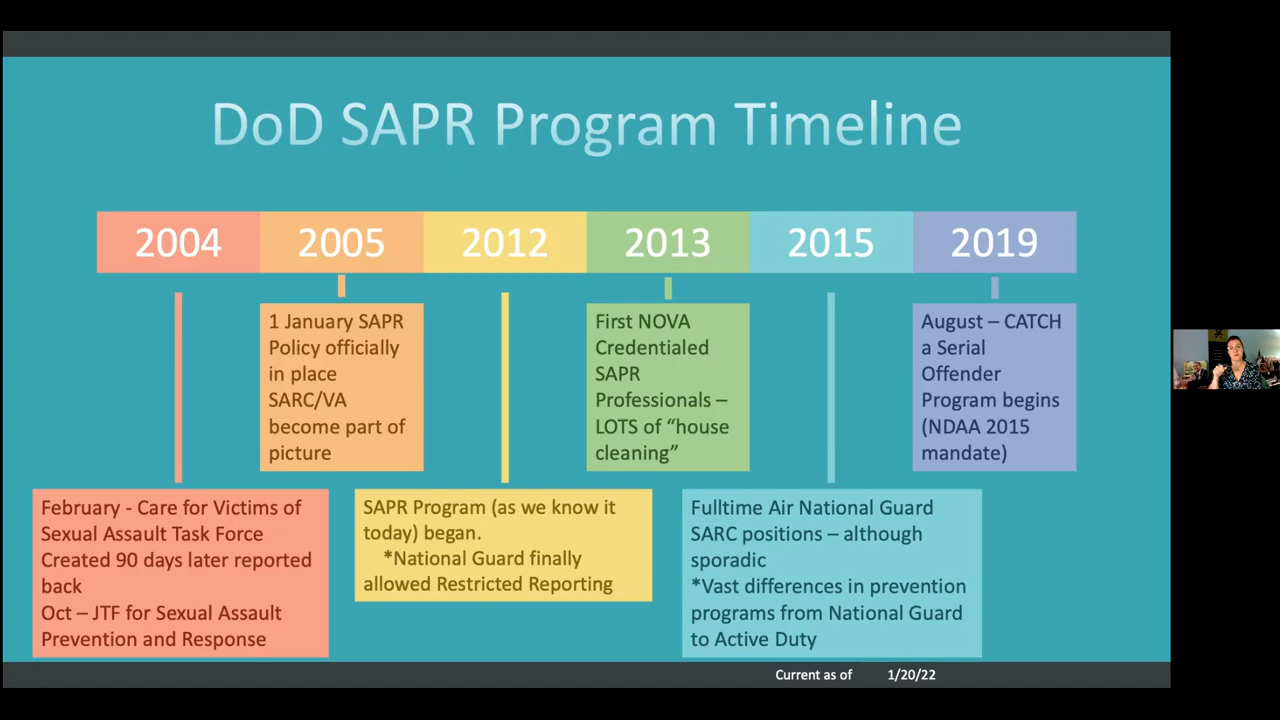 DoD SAPR Program Timeline
2004
2005
2012
2013
2015
2019
1 January SAPR
Policy officially
in place
SARC/VA
become part of
picture
First NOVA
Credentialed
SAPR
Professionals –
LOTS of “house
cleaning”
August – CATCH
a Serial
Offender
Program begins
(NDAA 2015
mandate)
February - Care for Victims of
Sexual Assault Task Force
Created 90 days later reported
back
Oct – JTF for Sexual Assault
Prevention and Response
SAPR Program (as we know it
today) began.
*National Guard finally
allowed Restricted Reporting
Fulltime Air National Guard
SARC positions – although
sporadic
*Vast differences in prevention
programs from National Guard
to Active Duty
Current as of 1/20/22